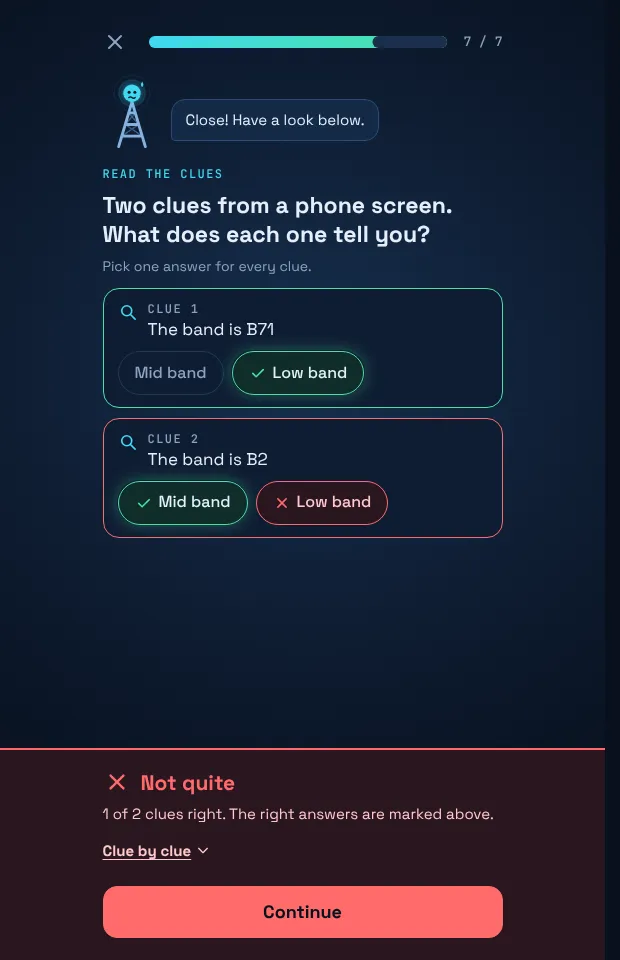 7 / 7
Close! Have a look below.
READ THE CLUES
Two clues from a phone screen.
What does each one tell you?
Pick one answer for every clue.
CLUE 1
The band is B71
Mid band
Low band
CLUE 2
The band is B2
Mid band
Low band
Not quite
1 of 2 clues right. The right answers are marked above.
Clue by clue
Continue